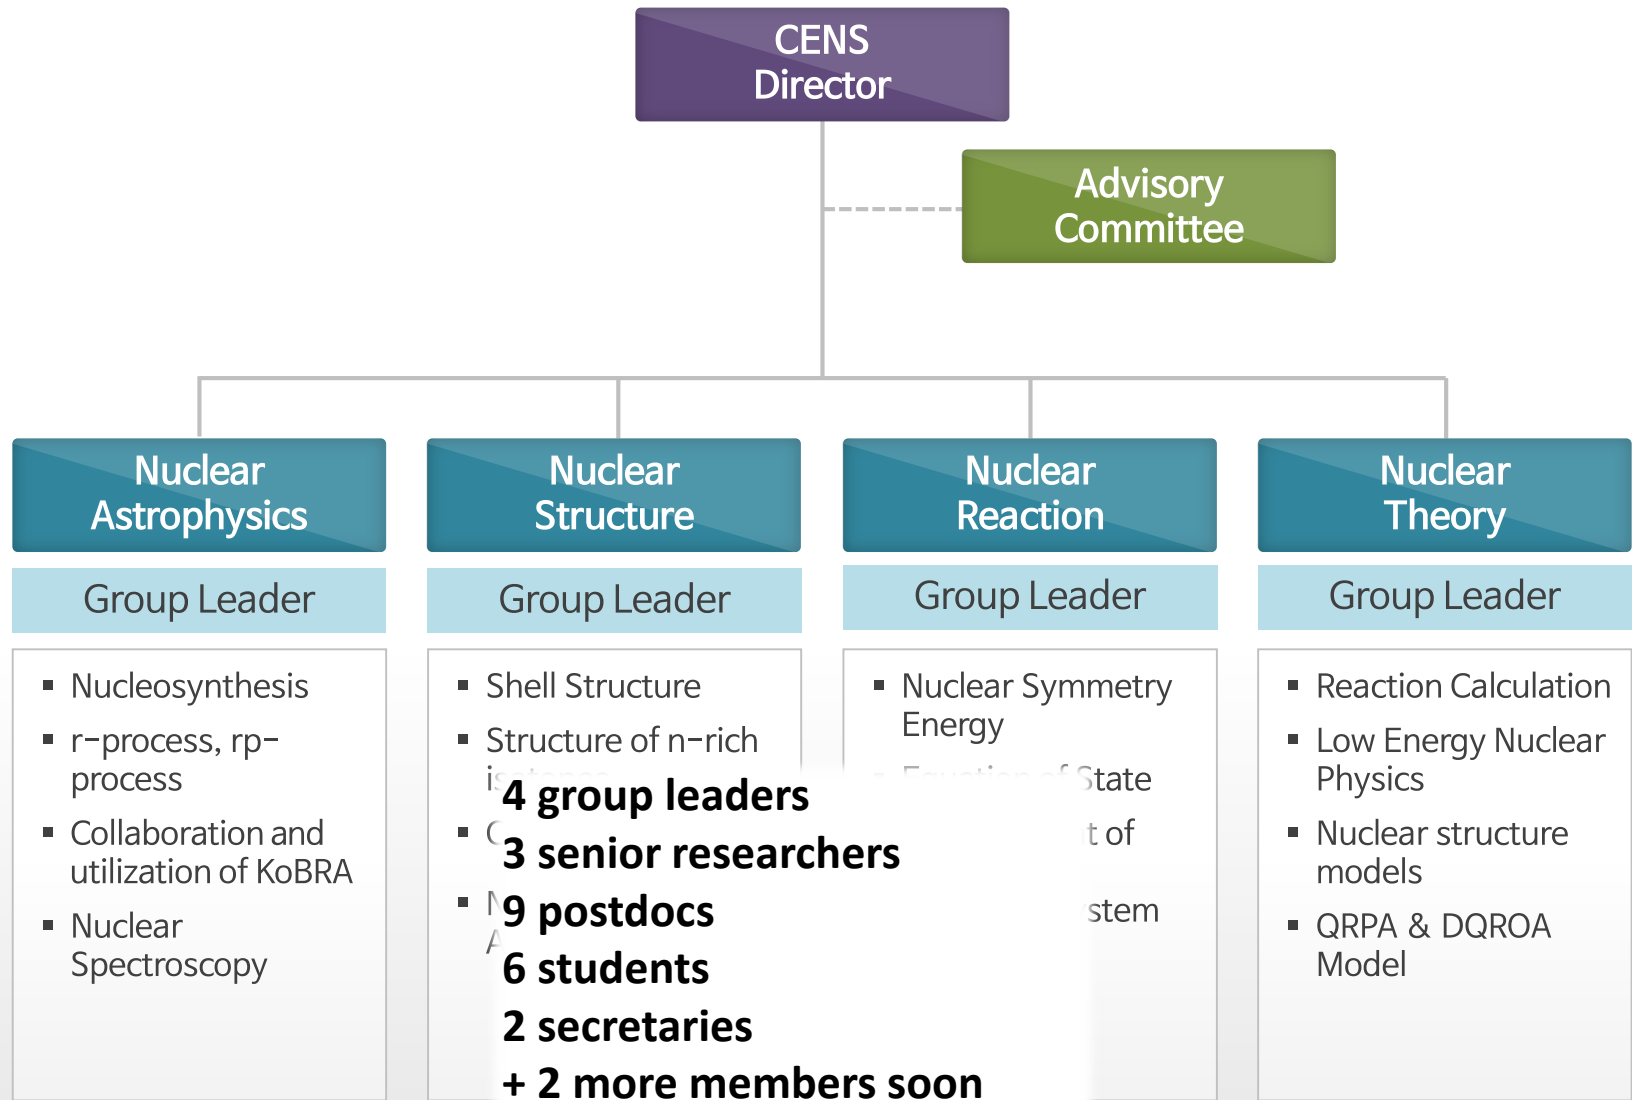 CENS
Director
Advisory
Committee
Nuclear
Astrophysics
Group Leader
▪ Nucleosynthesis
▪ r-process, rp-
process
▪ Collaboration and
utilization of KoBRA
▪ Nuclear
Spectroscopy
Nuclear
Structure
Group Leader
▪ Shell Structure
▪ Structure of n-rich
Nuclear
Reaction
Group Leader
▪ Nuclear Symmetry
Energy
Equation of State
of
Nuclear
Theory
Group Leader
▪ Reaction Calculation
▪ Low Energy Nuclear
Physics
▪ Nuclear structure
models
▪ QRPA & DQROA
Model
4 group leaders
3 senior researchers
9 postdocs
6 students
2 secretaries
+ 2 more members soon